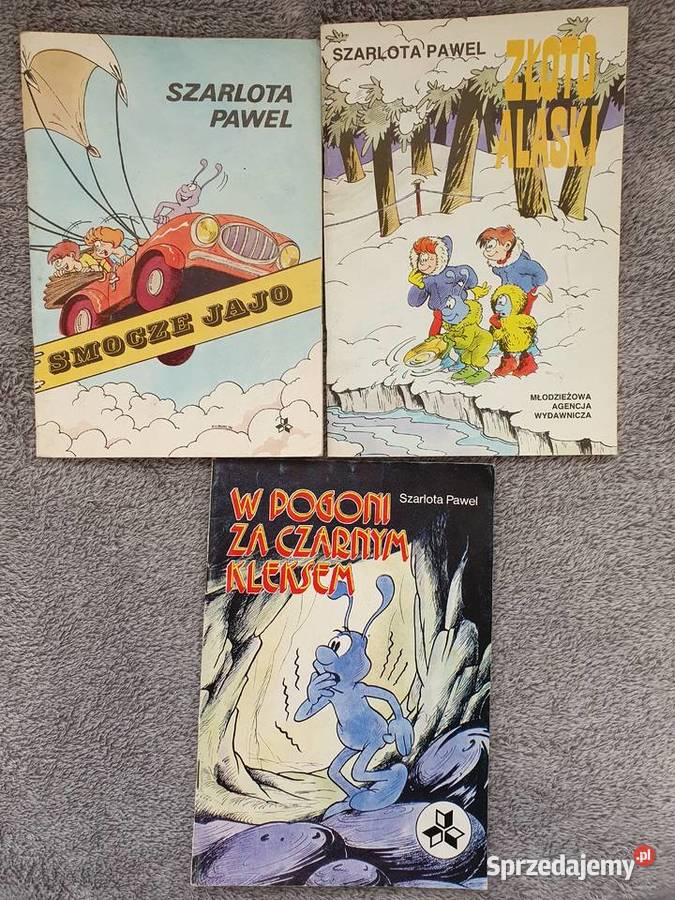 SZARLOTA
PAWEL
SMOCZE JAJO
SZARLOTA PAWEL
ZŁOTO
ALASKI
MŁODZIEŻOWA
AGENCJA
WYDAWNICZA
W POGONI
ZA CZARNYM
KLEKSEM
Szarlota Pawel
Sprzedajemy.pl